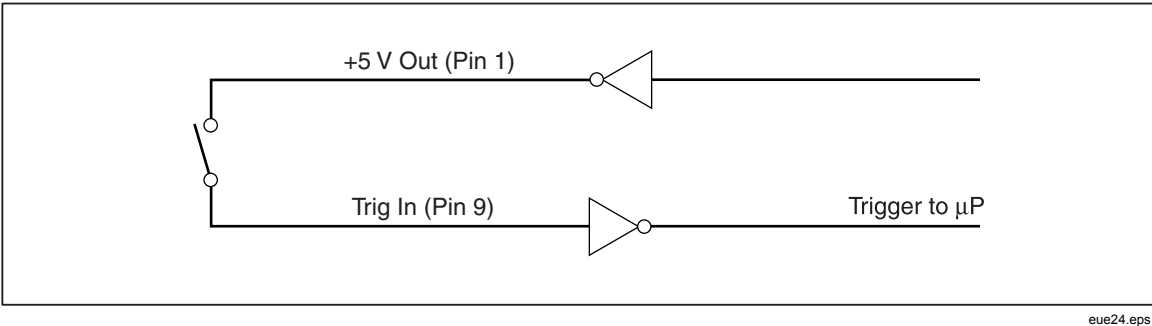 +5 V Out (Pin 1)
Trig In (Pin 9)
Trigger to µP
eue24.eps